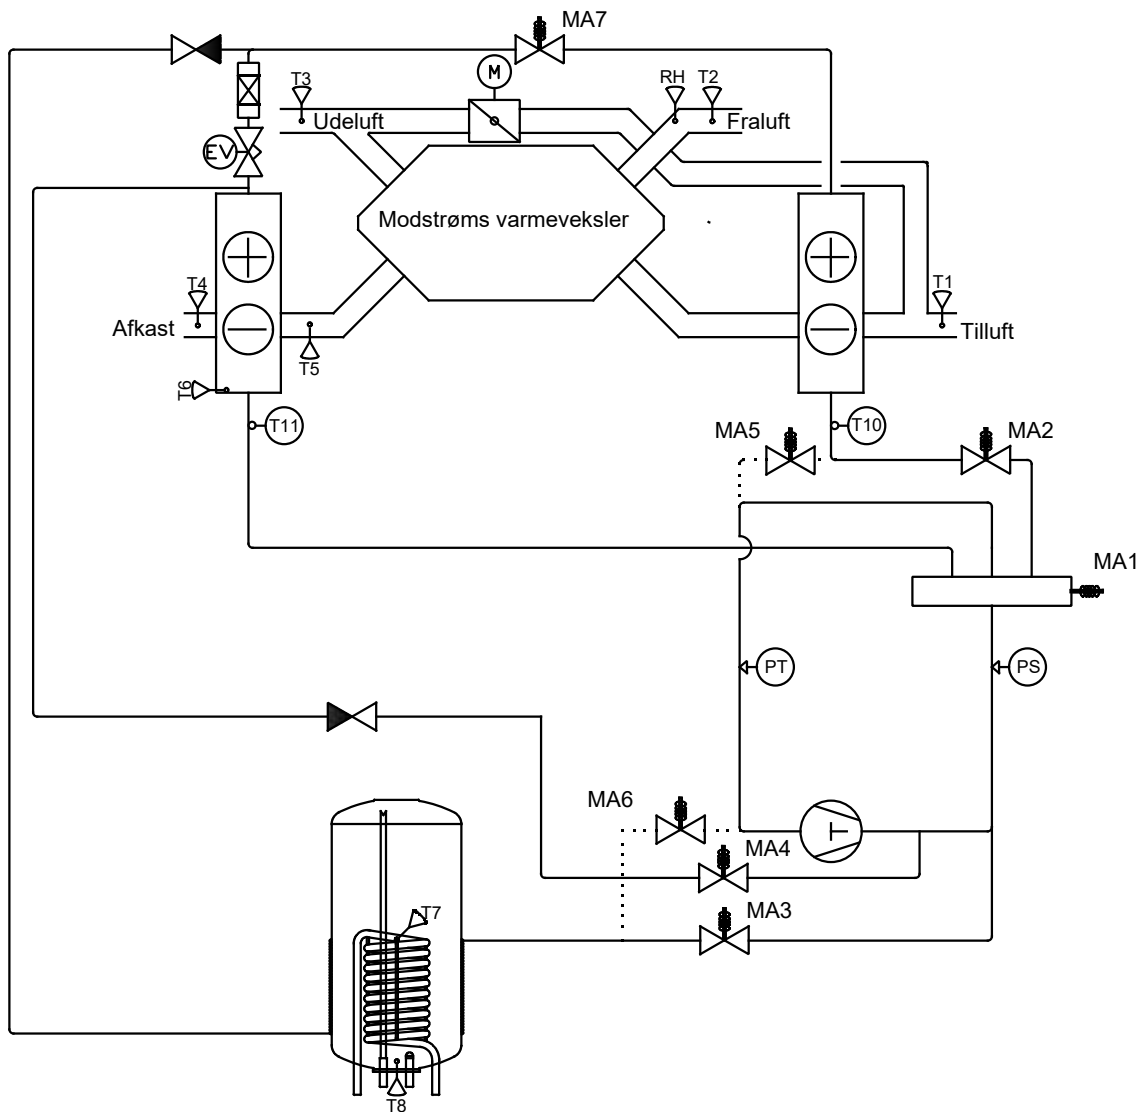 MA7
M
T3
RH
T2
Udeluft
Fraluft
EV
Modstrøms varmeveksler
T4
T1
Afkast
Tilluft
T5
T6
T11
T10
MA5
MA2
MA1
PT
PS
MA6
MA4
MA3
T7
T8